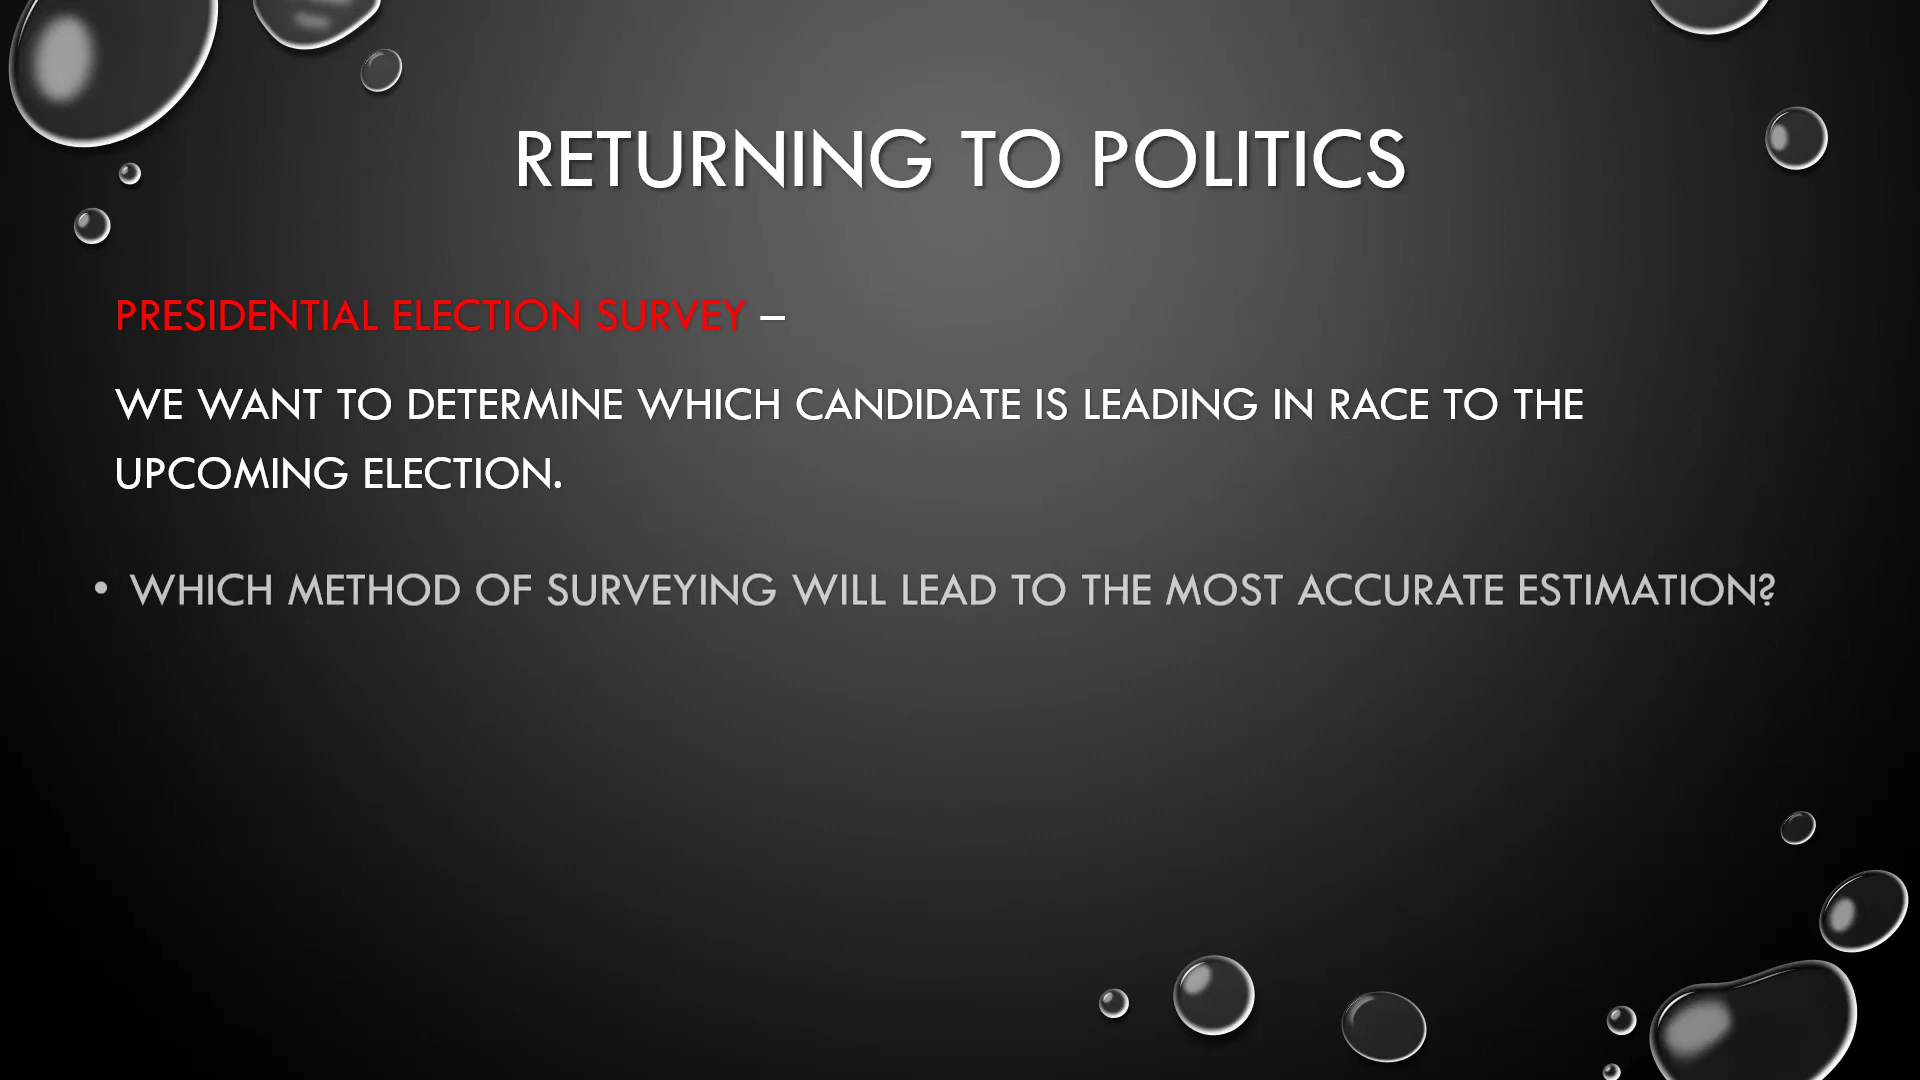 RETURNING TO POLITICS
PRESIDENTIAL ELECTION SURVEY –
WE WANT TO DETERMINE WHICH CANDIDATE IS LEADING IN RACE TO THE
UPCOMING ELECTION.
• WHICH METHOD OF SURVEYING WILL LEAD TO THE MOST ACCURATE ESTIMATION?